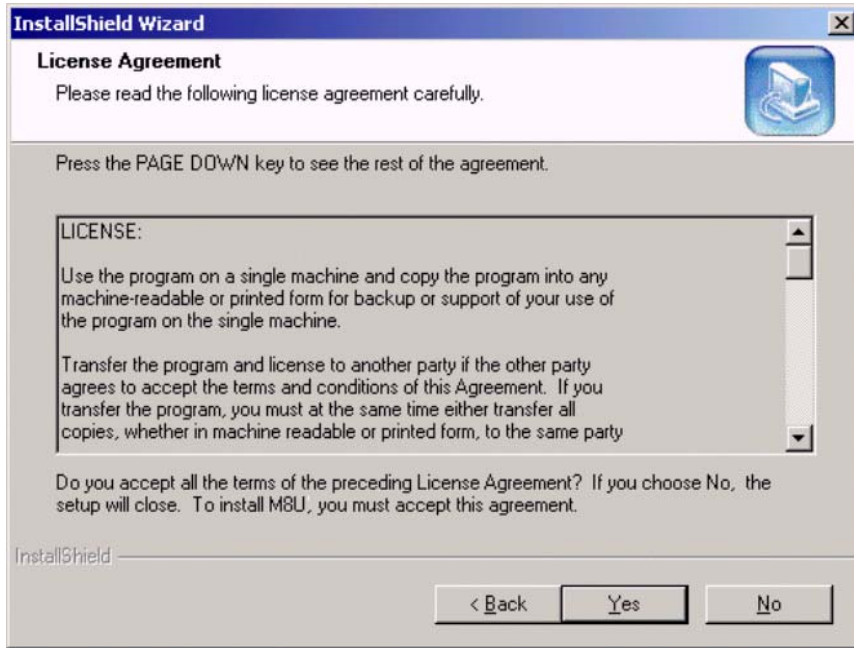 InstallShield Wizard
License Agreement
Please read the following license agreement carefully.
Press the PAGE DOWN key to see the rest of the agreement.
LICENSE:
Use the program on a single machine and copy the program into any
machine-readable or printed form for backup or support of your use of
the program on the single machine.
Transfer the program and license to another party if the other party
agrees to accept the terms and conditions of this Agreement.  If you
transfer the program, you must at the same time either transfer all
copies, whether in machine readable or printed form, to the same party
Do you accept all the terms of the preceding License Agreement?  If you choose No,  the
setup will close.  To install M8U, you must accept this agreement.
InstallShield
< Back
Yes
No